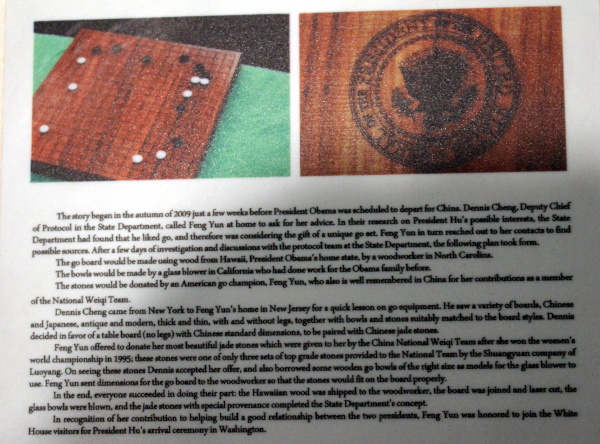 PRESIDENT
UNITED
The story began in the autumn of 2009 just a few weeks before President Obama was scheduled to depart for China. Dennis Cheng, Deputy Chief
of Protocol in the State Department, called Feng Yun at home to ask for her advice. In their research on President Hu's possible interests, the State
Department had found that he liked go, and therefore was considering the gift of a unique go set. Feng Yun in turn reached out to her contacts to find
possible sources. After a few days of investigation and discussions with the protocol team at the State Department, the following plan took form.
The go board would be made using wood from Hawaii, President Obama's home state, by a woodworker in North Carolina.
The bowls would be made by a glass blower in California who had done work for the Obama family before.
The stones would be donated by an American go champion, Feng Yun, who also is well remembered in China for her contributions as a member
of the National Weiqi Team.
Dennis Cheng came from New York to Feng Yun's home in New Jersey for a quick lesson on go equipment. He saw a variety of boards, Chinese
and Japanese, antique and modern, thick and thin, with and without legs, together with bowls and stones suitably matched to the board styles. Dennis
decided in favor of a table board (no legs) with Chinese standard dimensions, to be paired with Chinese jade stones.
Feng Yun offered to donate her most beautiful jade stones which were given to her by the China National Weiqi Team after she won the women's
world championship in 1995; these stones were one of only three sets of top grade stones provided to the National Team by the Shuangyuan company of
Luoyang. On seeing these stones Dennis accepted her offer, and also borrowed some wooden go bowls of the right size as models for the glass blower to
use. Feng Yun sent dimensions for the go board to the woodworker so that the stones would fit on the board properly.
In the end, everyone succeeded in doing their part: the Hawaiian wood was shipped to the woodworker, the board was joined and laser cut, the
glass bowls were blown, and the jade stones with special provenance completed the State Department's concept.
In recognition of her contribution to helping build a good relationship between the two presidents, Feng Yun was honored to join the White
House visitors for President Hu's arrival ceremony in Washington.